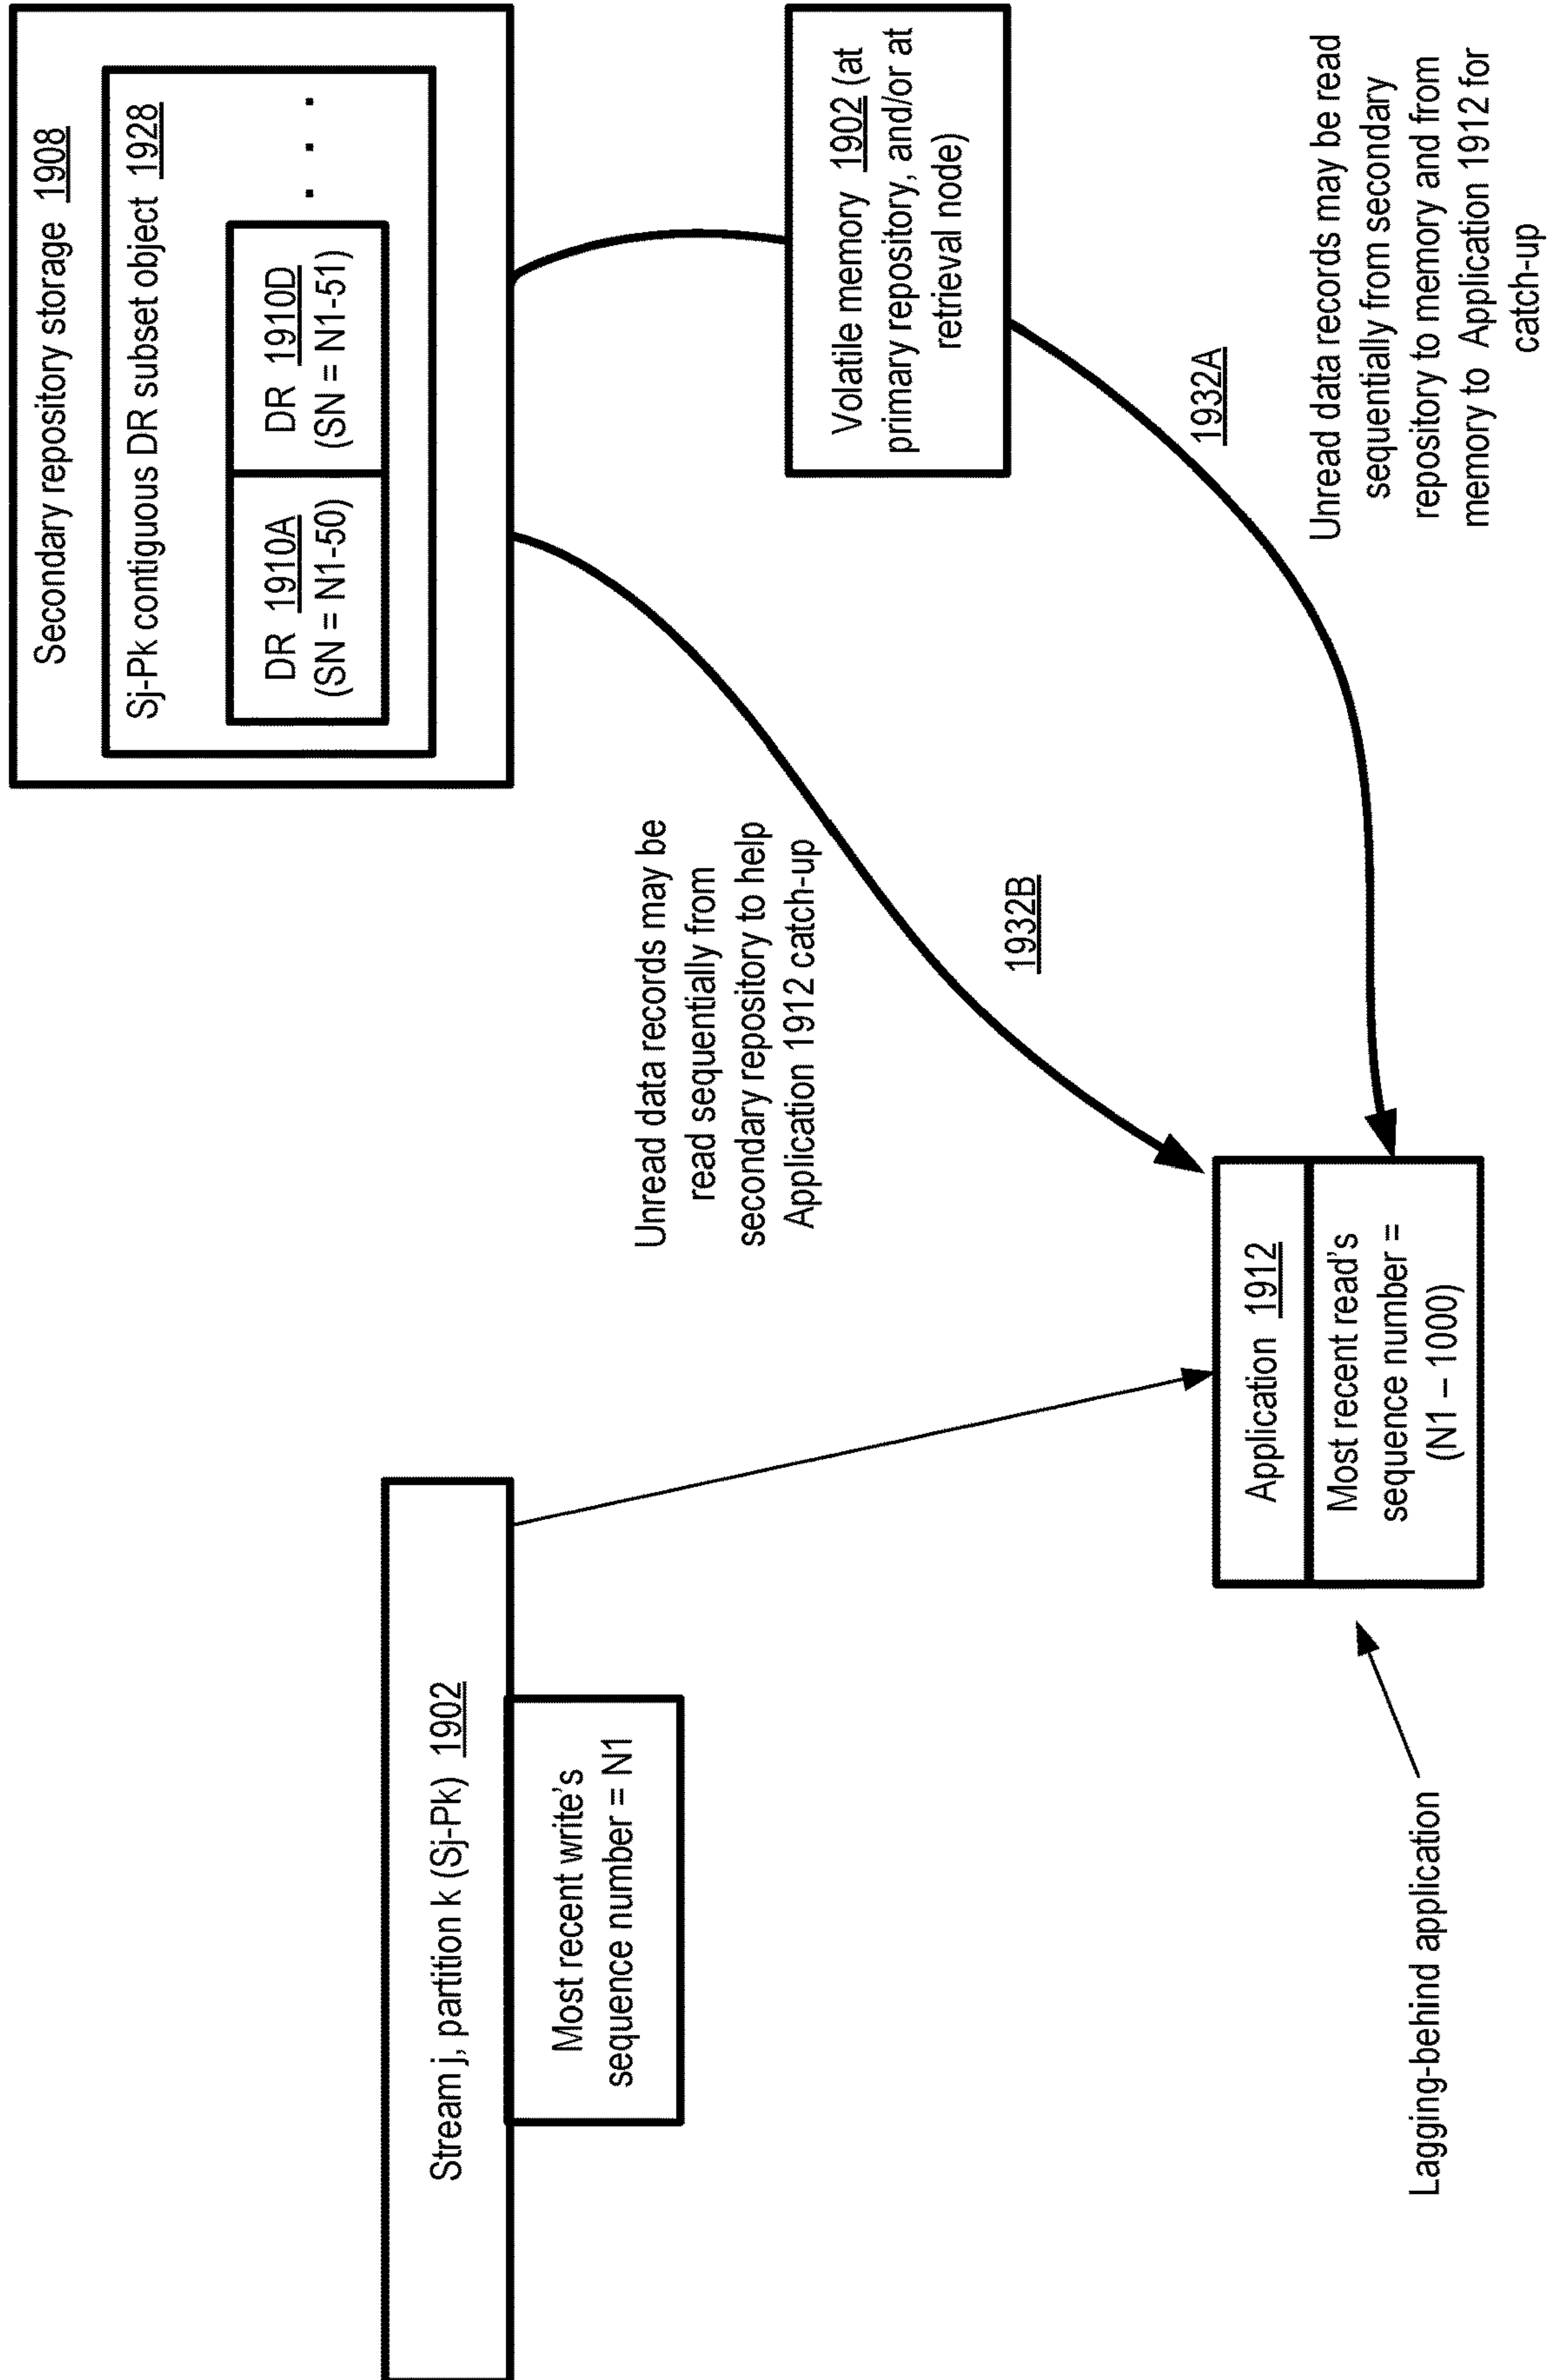 Stream j, partition k (Sj-Pk) 1902
Most recent write's
sequence number = N1
Secondary repository storage 1908
Sj-Pk contiguous DR subset object 1928
DR 1910A
(SN = N1-50)
DR 1910D
(SN = N1-51)
. . .
Unread data records may be
read sequentially from
secondary repository to help
Application 1912 catch-up
1932B
Volatile memory 1902 (at
primary repository, and/or at
retrieval node)
1932A
Unread data records may be read
sequentially from secondary
repository to memory and from
memory to Application 1912 for
catch-up
Application 1912
Most recent read's
sequence number =
(N1 – 1000)
Lagging-behind application